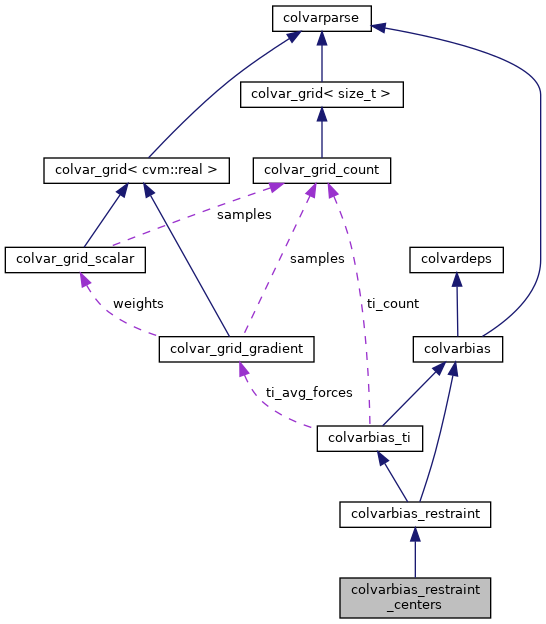 colvarparse
colvar_grid< size_t >
colvar_grid< cvm::real >
colvar_grid_count
samples
colvar_grid_scalar
samples
colvardeps
weights
ti_count
colvar_grid_gradient
colvarbias
ti_avg_forces
colvarbias_ti
colvarbias_restraint
colvarbias_restraint
_centers